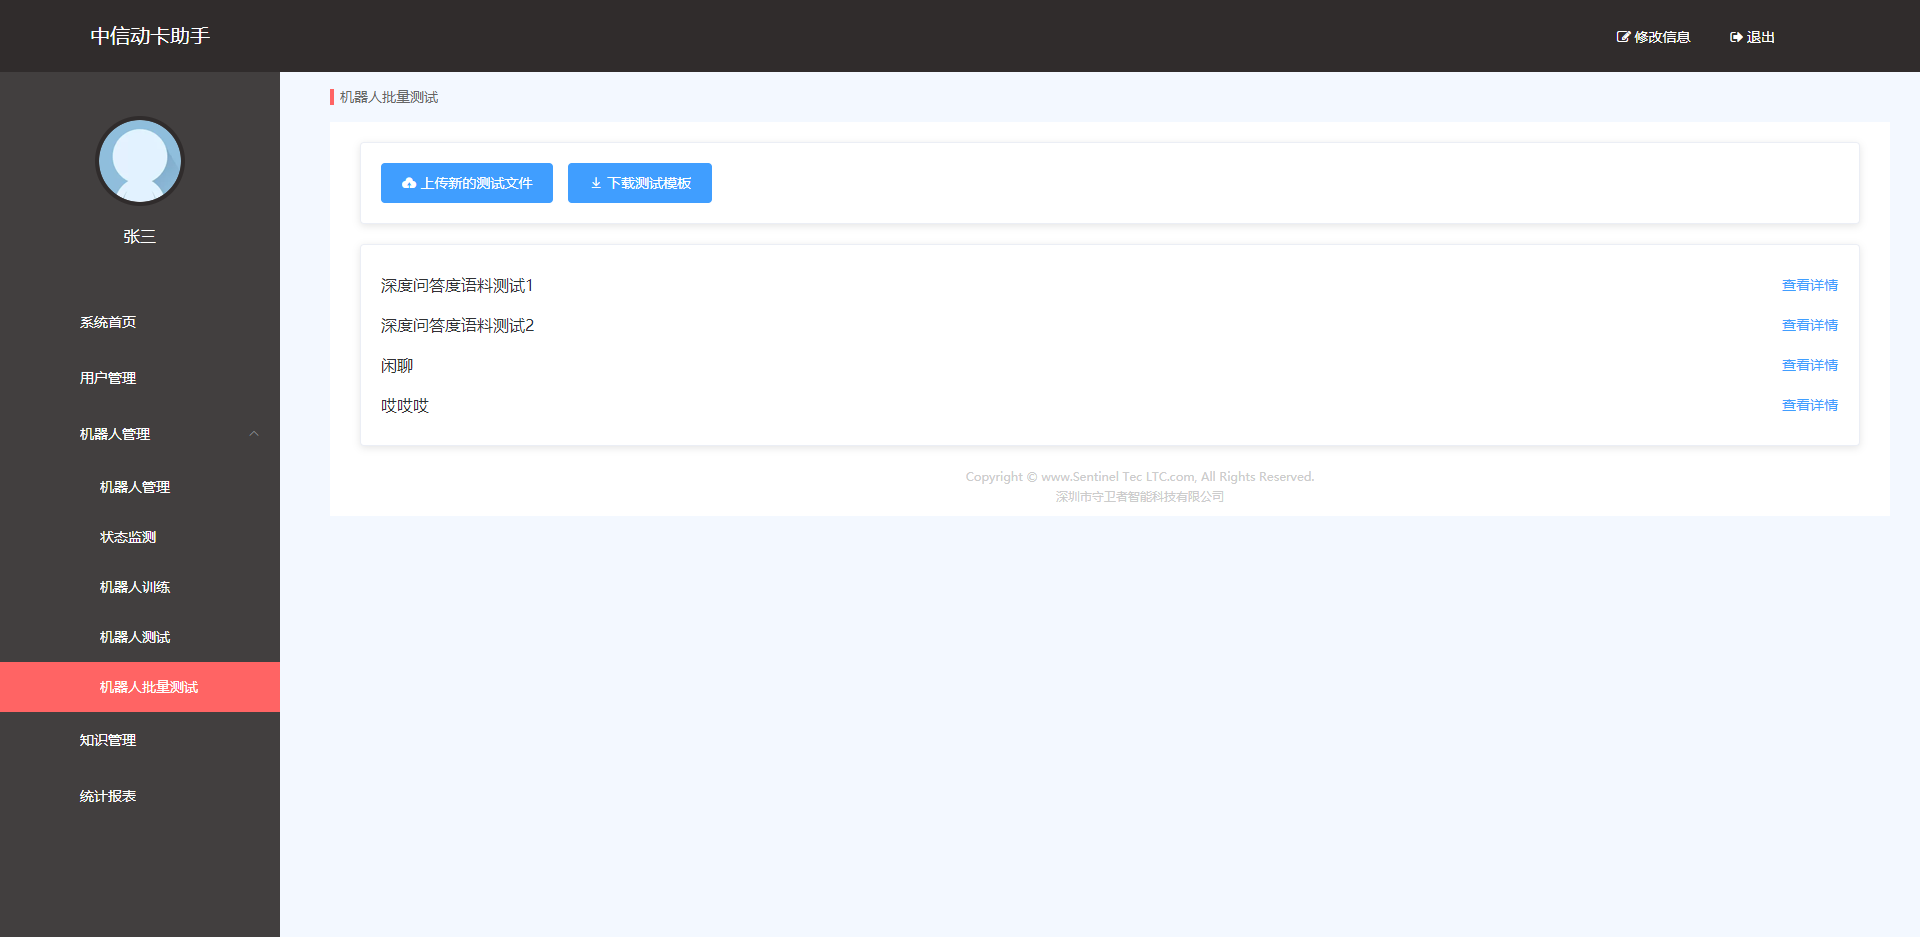 中信动卡助手
修改信息
退出
张三
系统首页
用户管理
机器人管理
机器人管理
状态监测
机器人训练
机器人测试
机器人批量测试
知识管理
统计报表
机器人批量测试
上传新的测试文件
下载测试模板
深度问答度语料测试1
查看详情
深度问答度语料测试2
查看详情
闲聊
查看详情
哎哎哎
查看详情
Copyright © www.Sentinel Tec LTC.com, All Rights Reserved.
深圳市守卫者智能科技有限公司